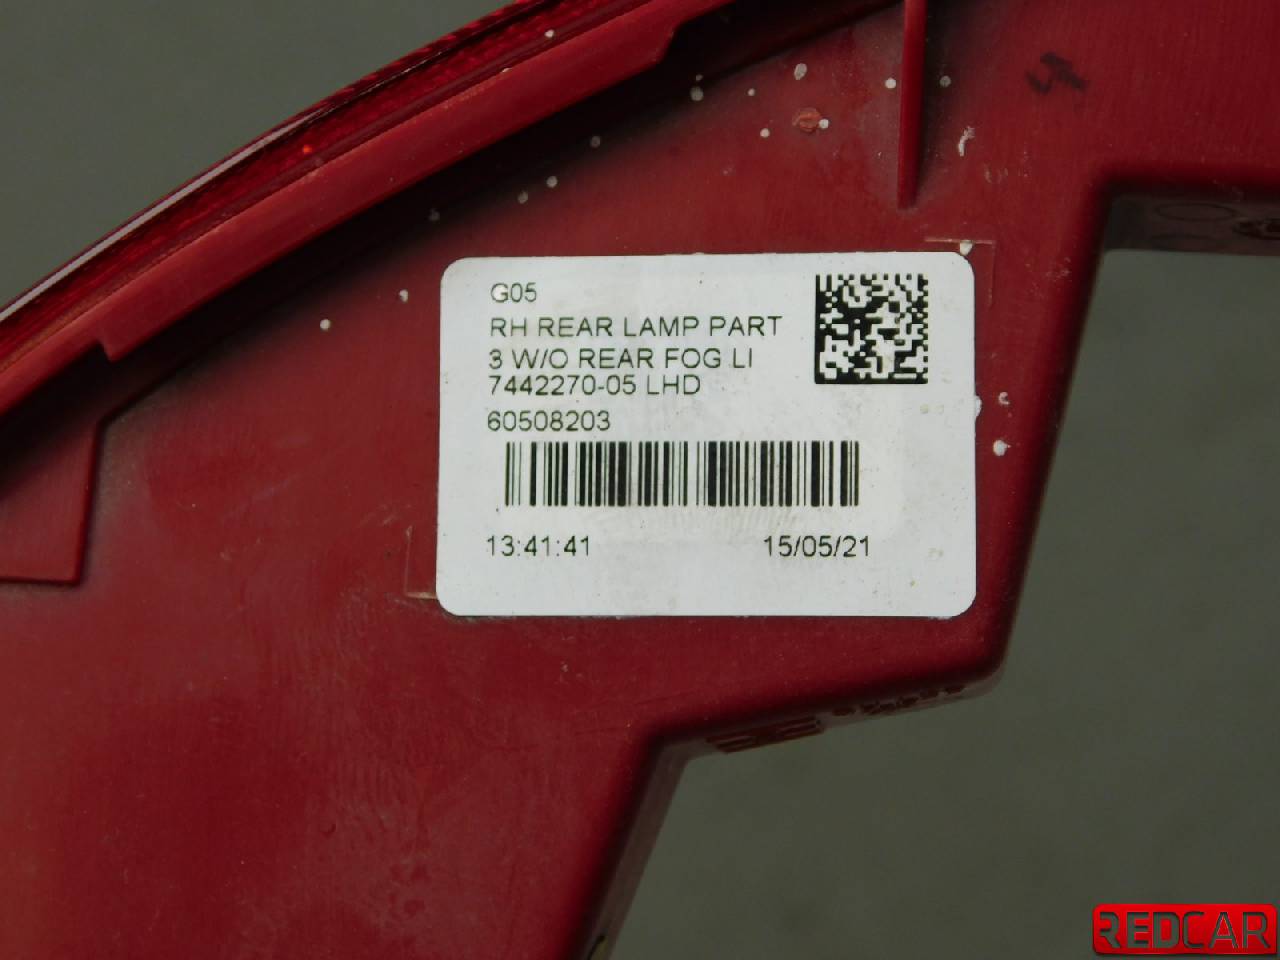 G05
RH REAR LAMP PART
3 W/O REAR FOG LI
7442270-05 LHD
60508203
13:41:41 15/05/21
REDCAR